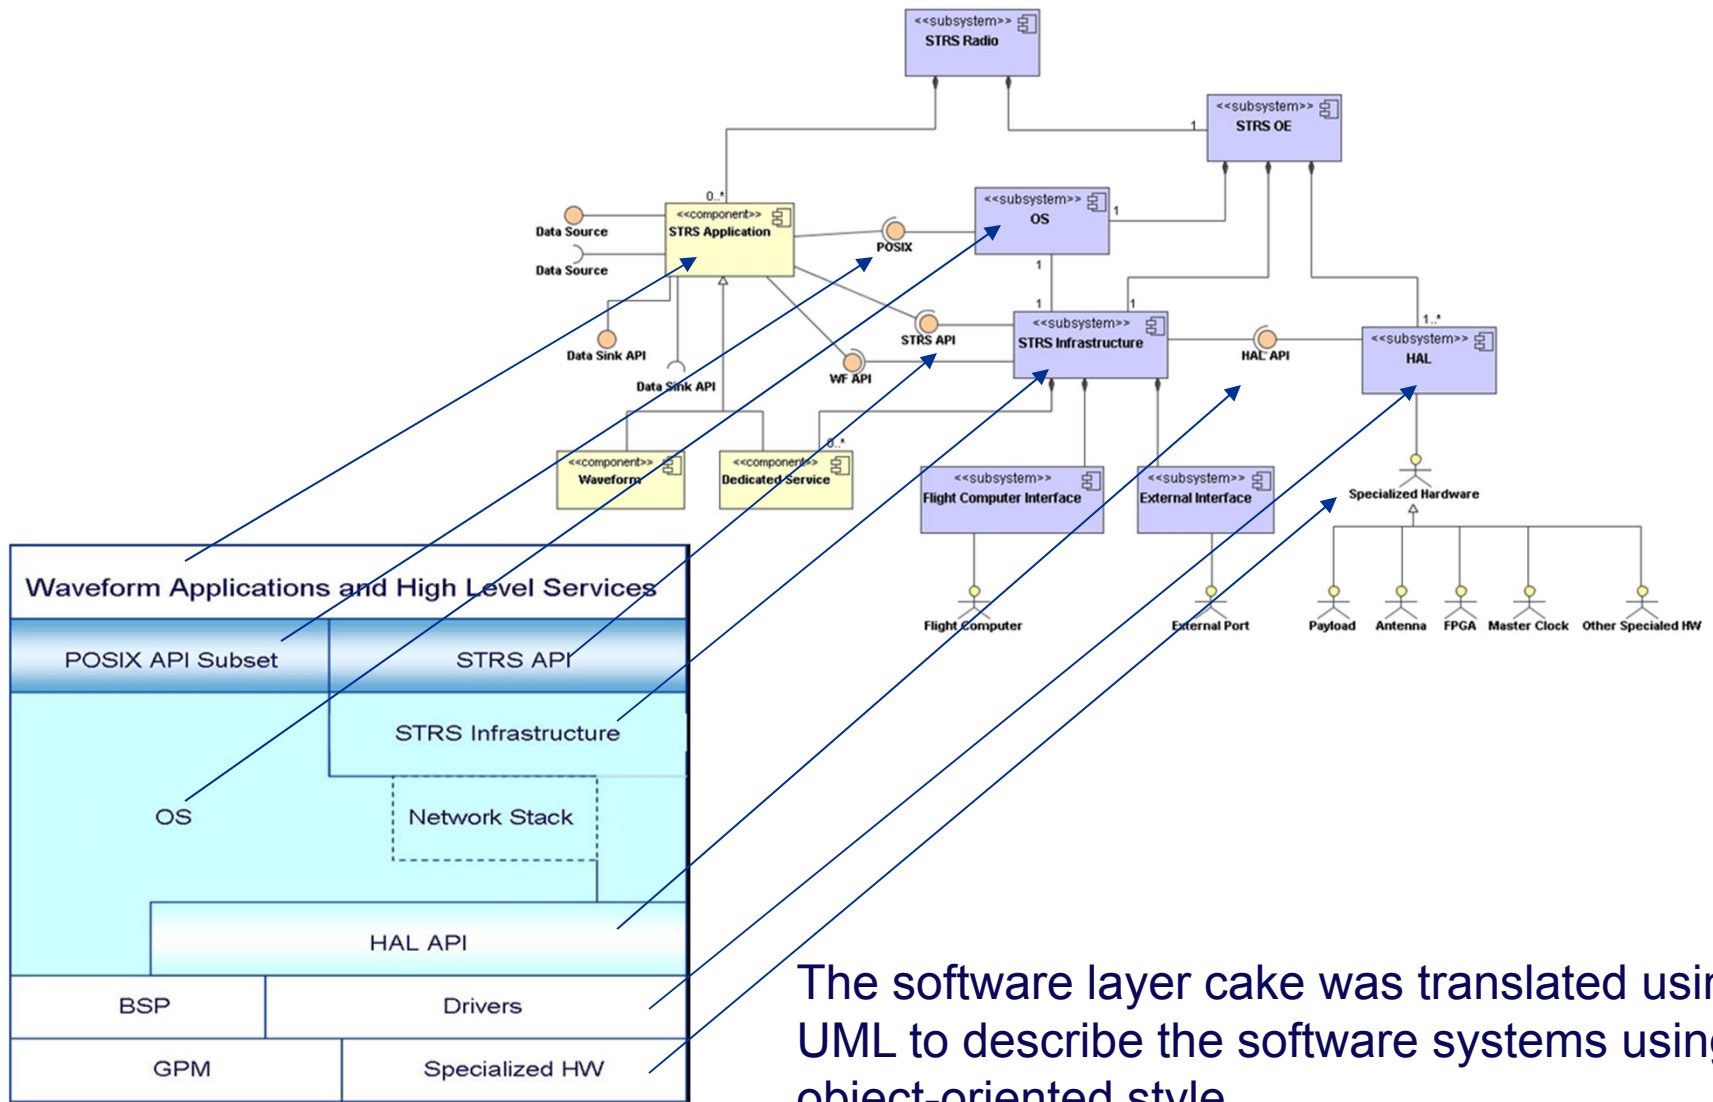 <<subsystem>>
STRS Radio
<<subsystem>>
STRS OE
1
0..*
<<component>>
STRS Application
Data Source
Data Source
POSIX
<<subsystem>>
OS
1
1
1
1
1..*
Data Sink API
Data Sink API
STRS API
WF API
<<subsystem>>
STRS Infrastructure
HAL API
<<subsystem>>
HAL
0..*
<<component>>
Waveform
<<component>>
Dedicated Service
<<subsystem>>
Flight Computer Interface
<<subsystem>>
External Interface
Specialized Hardware
Flight Computer
External Port
Payload
Antenna
FPGA
Master Clock
Other Specialed HW
Waveform Applications and High Level Services
POSIX API Subset
STRS API
STRS Infrastructure
OS
Network Stack
HAL API
BSP
Drivers
GPM
Specialized HW
The software layer cake was translated usin
UML to describe the software systems using
object-oriented style